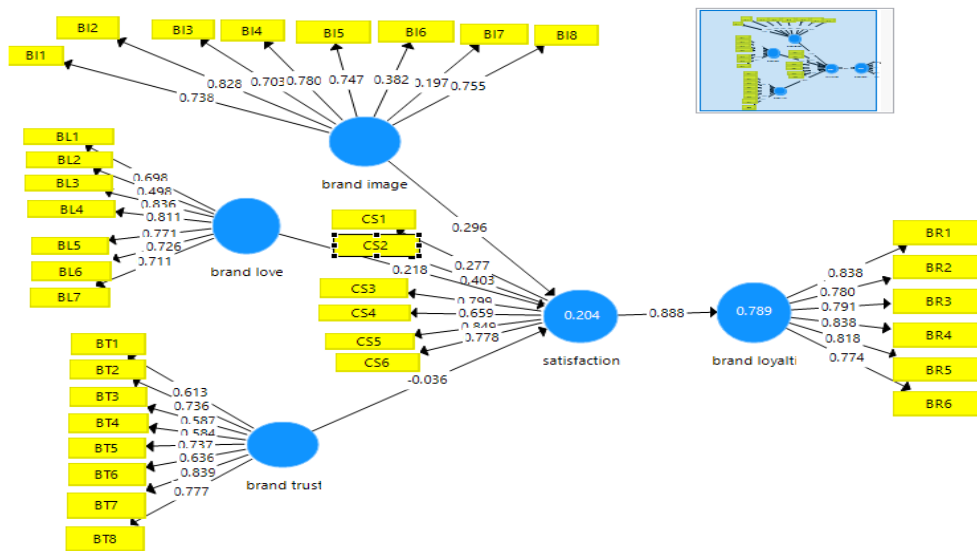 BI1
BI2
BI3
BI4
BI5
BI6
BI7
BI8
0.738
0.828
0.703
0.780
0.747
0.382
0.197
0.755
brand image
0.296
BL1
BL2
BL3
BL4
BL5
BL6
BL7
0.698
0.498
0.836
0.811
0.771
0.726
0.711
brand love
0.218
CS1
CS2
CS3
CS4
CS5
CS6
0.277
0.403
0.799
0.659
0.849
0.778
0.204
satisfaction
0.888
0.789
brand loyalti
BR1
BR2
BR3
BR4
BR5
BR6
0.838
0.780
0.791
0.838
0.818
0.774
BT1
BT2
BT3
BT4
BT5
BT6
BT7
BT8
0.613
0.736
0.587
0.584
0.737
0.636
0.839
0.777
brand trust
-0.036